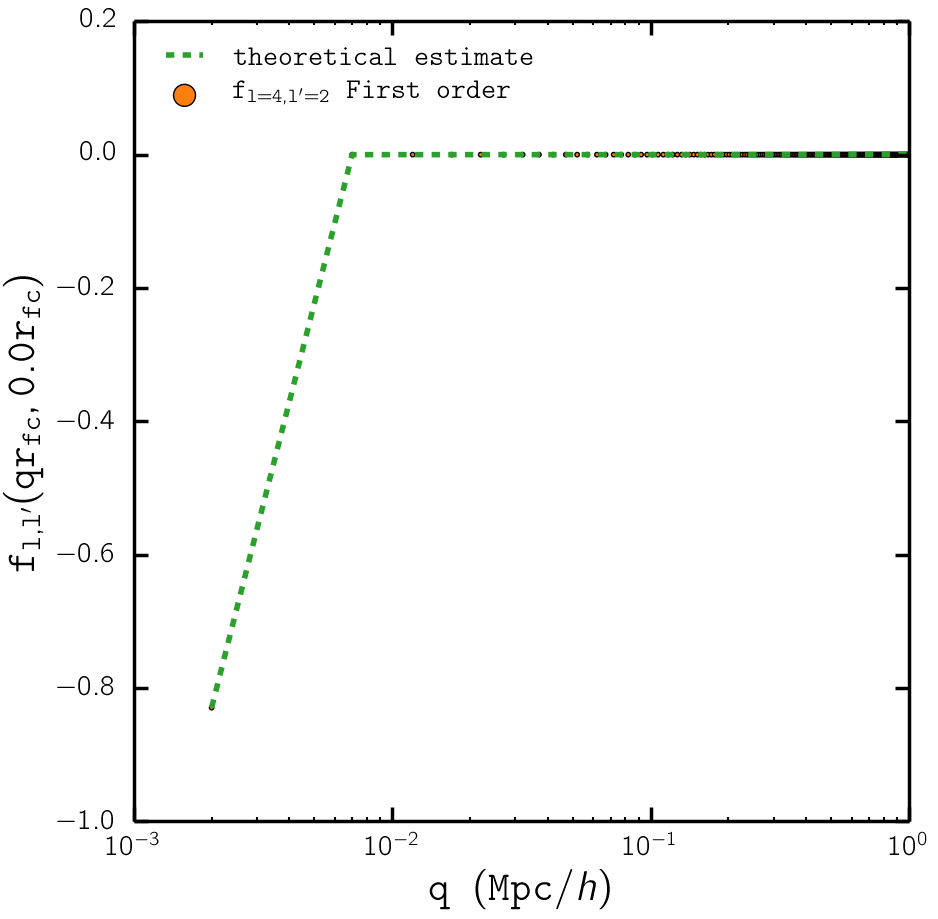 theoretical estimate
f_{l=4,l'=2} First order
0.2
0.0
−0.2
−0.4
−0.6
−0.8
−1.0
f_{l,l'}(qr_{fc}, 0.0r_{fc})
10^{−3}
10^{−2}
10^{−1}
10^{0}
q (Mpc/h)